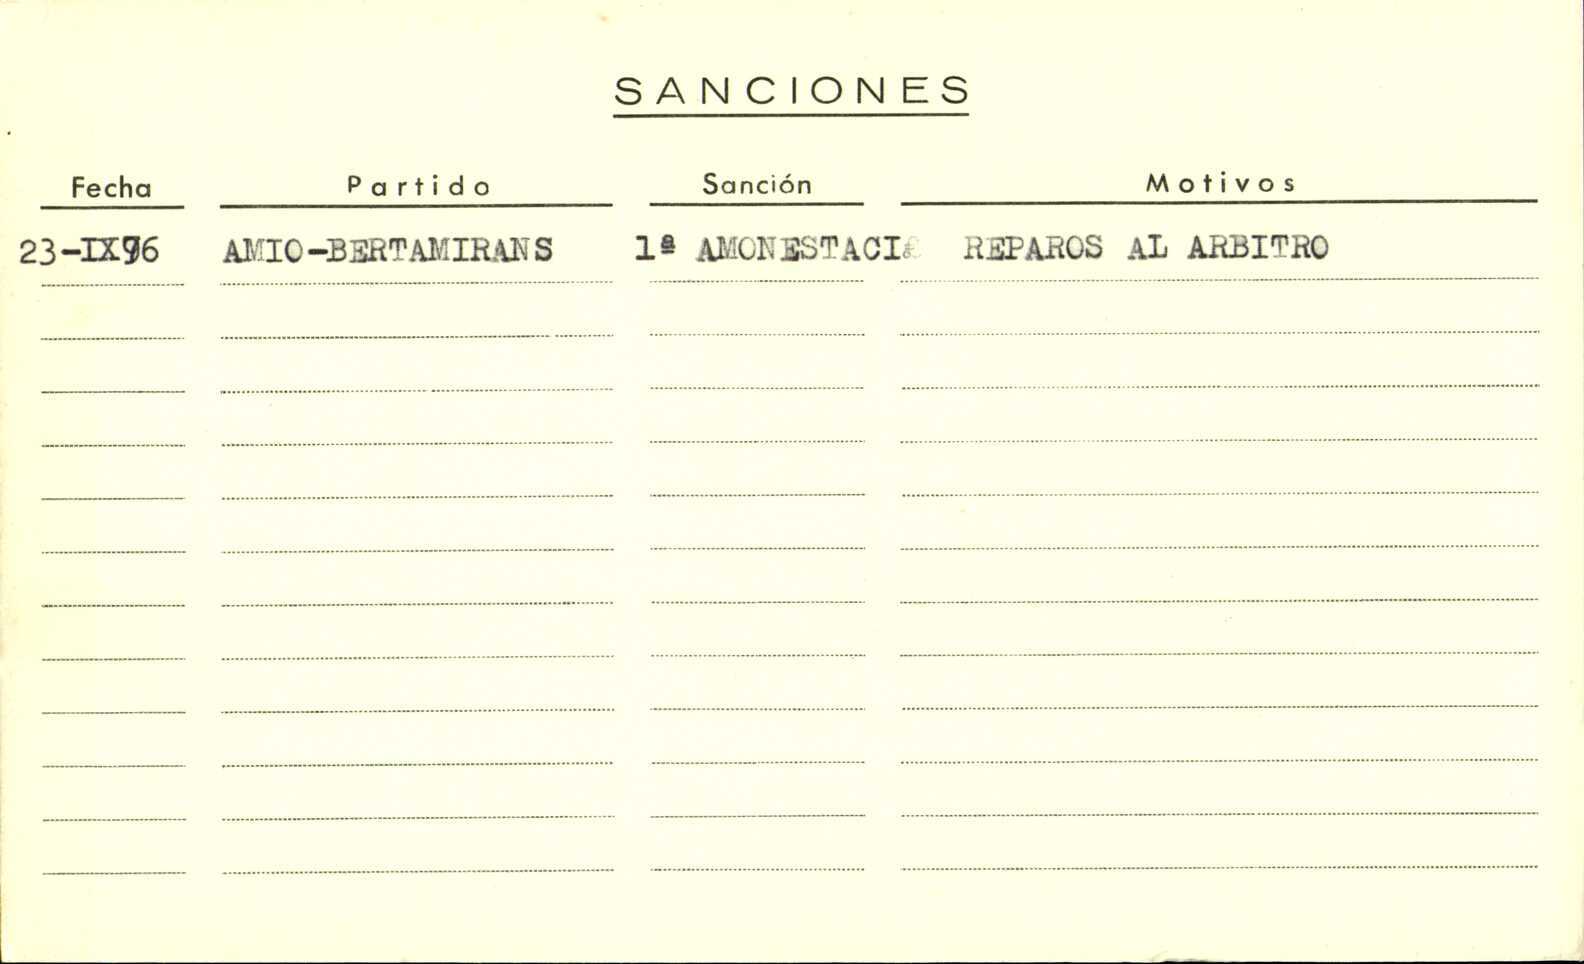 SANCIONES
Fecha Partido Sanción Motivos
23-IX96 AMIO-BERTAMIRANS 1ª AMONESTACI REPAROS AL ARBITRO